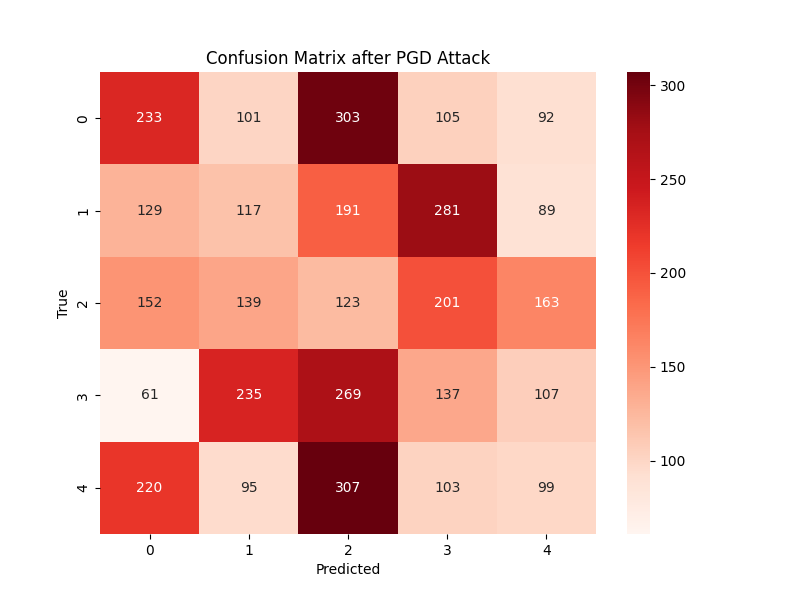 Confusion Matrix after PGD Attack
0 233 101 303 105 92
1 129 117 191 281 89
2 152 139 123 201 163
3 61 235 269 137 107
4 220 95 307 103 99
0 1 2 3 4
Predicted
True
300
250
200
150
100